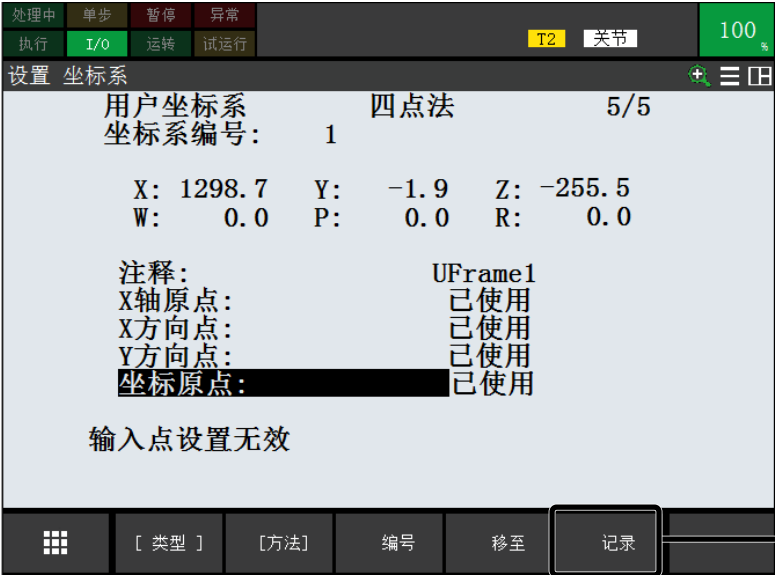 处理中 单步 暂停 异常
执行 I/O 运转 试运行 T2 关节 100 %
设置 坐标系
用户坐标系 四点法 5/5
坐标系编号: 1
X: 1298.7 Y: -1.9 Z: -255.5
W: 0.0 P: 0.0 R: 0.0
注释: UFrame1
X轴原点: 已使用
X方向点: 已使用
Y方向点: 已使用
坐标原点: 已使用
输入点设置无效
[ 类型 ] [方法] 编号 移至 记录